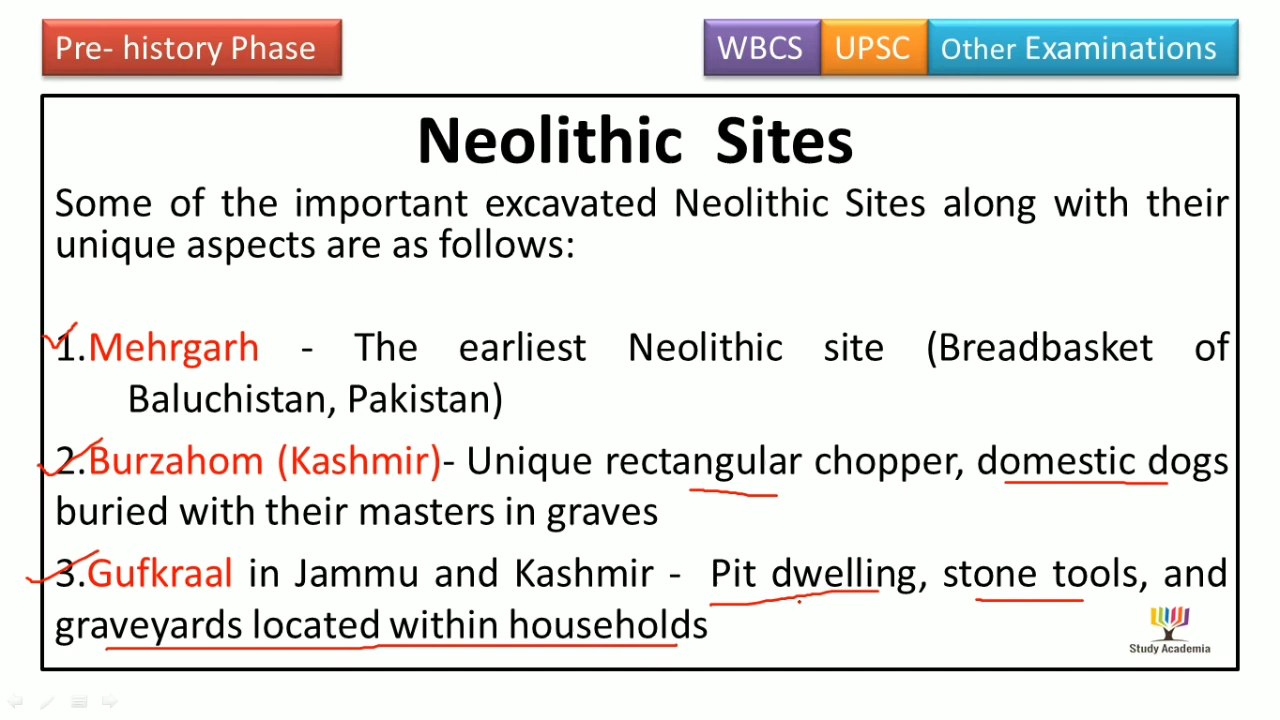 Pre- history Phase
WBCS UPSC Other Examinations
Neolithic Sites
Some of the important excavated Neolithic Sites along with their
unique aspects are as follows:
1.Mehrgarh - The earliest Neolithic site (Breadbasket of
Baluchistan, Pakistan)
2.Burzahom (Kashmir)- Unique rectangular chopper, domestic dogs
buried with their masters in graves
3.Gufkraal in Jammu and Kashmir - Pit dwelling, stone tools, and
graveyards located within households
Study Academia